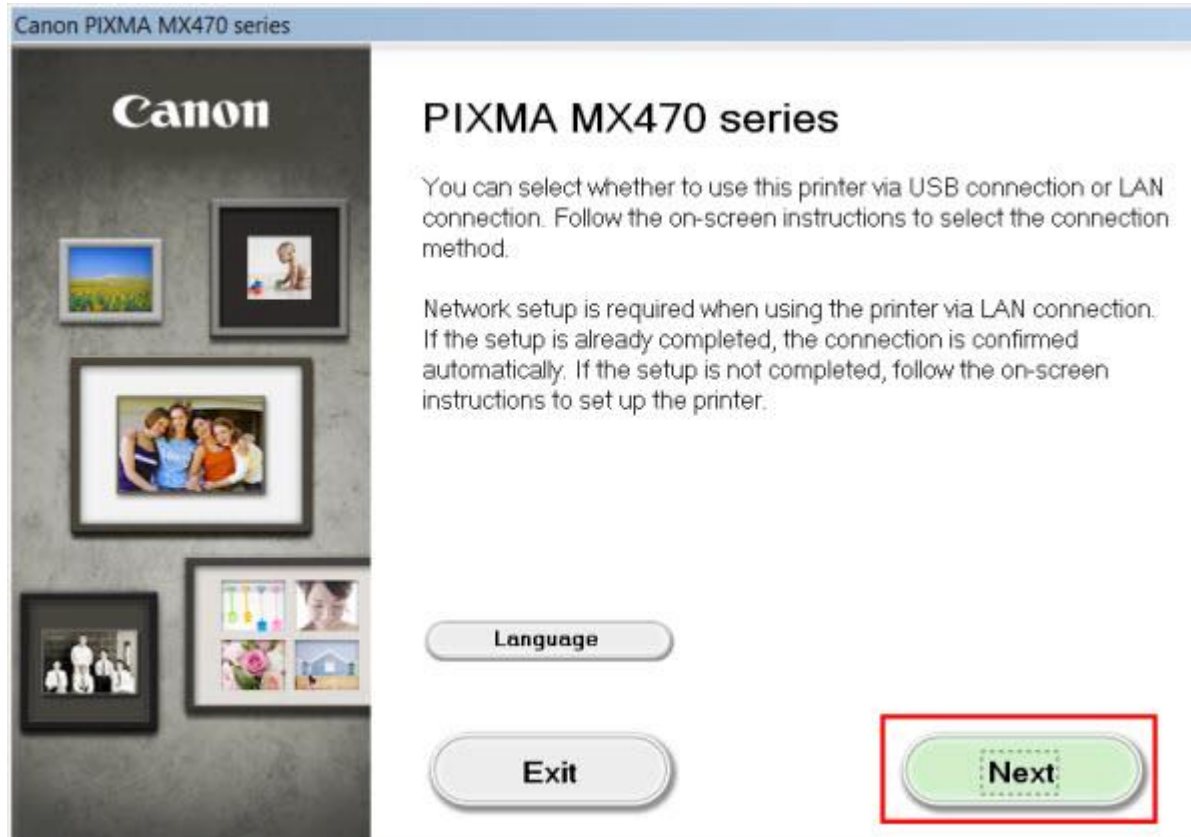 Canon PIXMA MX470 series
Canon
PIXMA MX470 series
You can select whether to use this printer via USB connection or LAN
connection. Follow the on-screen instructions to select the connection
method.
Network setup is required when using the printer via LAN connection.
If the setup is already completed, the connection is confirmed
automatically. If the setup is not completed, follow the on-screen
instructions to set up the printer.
Language
Exit
Next